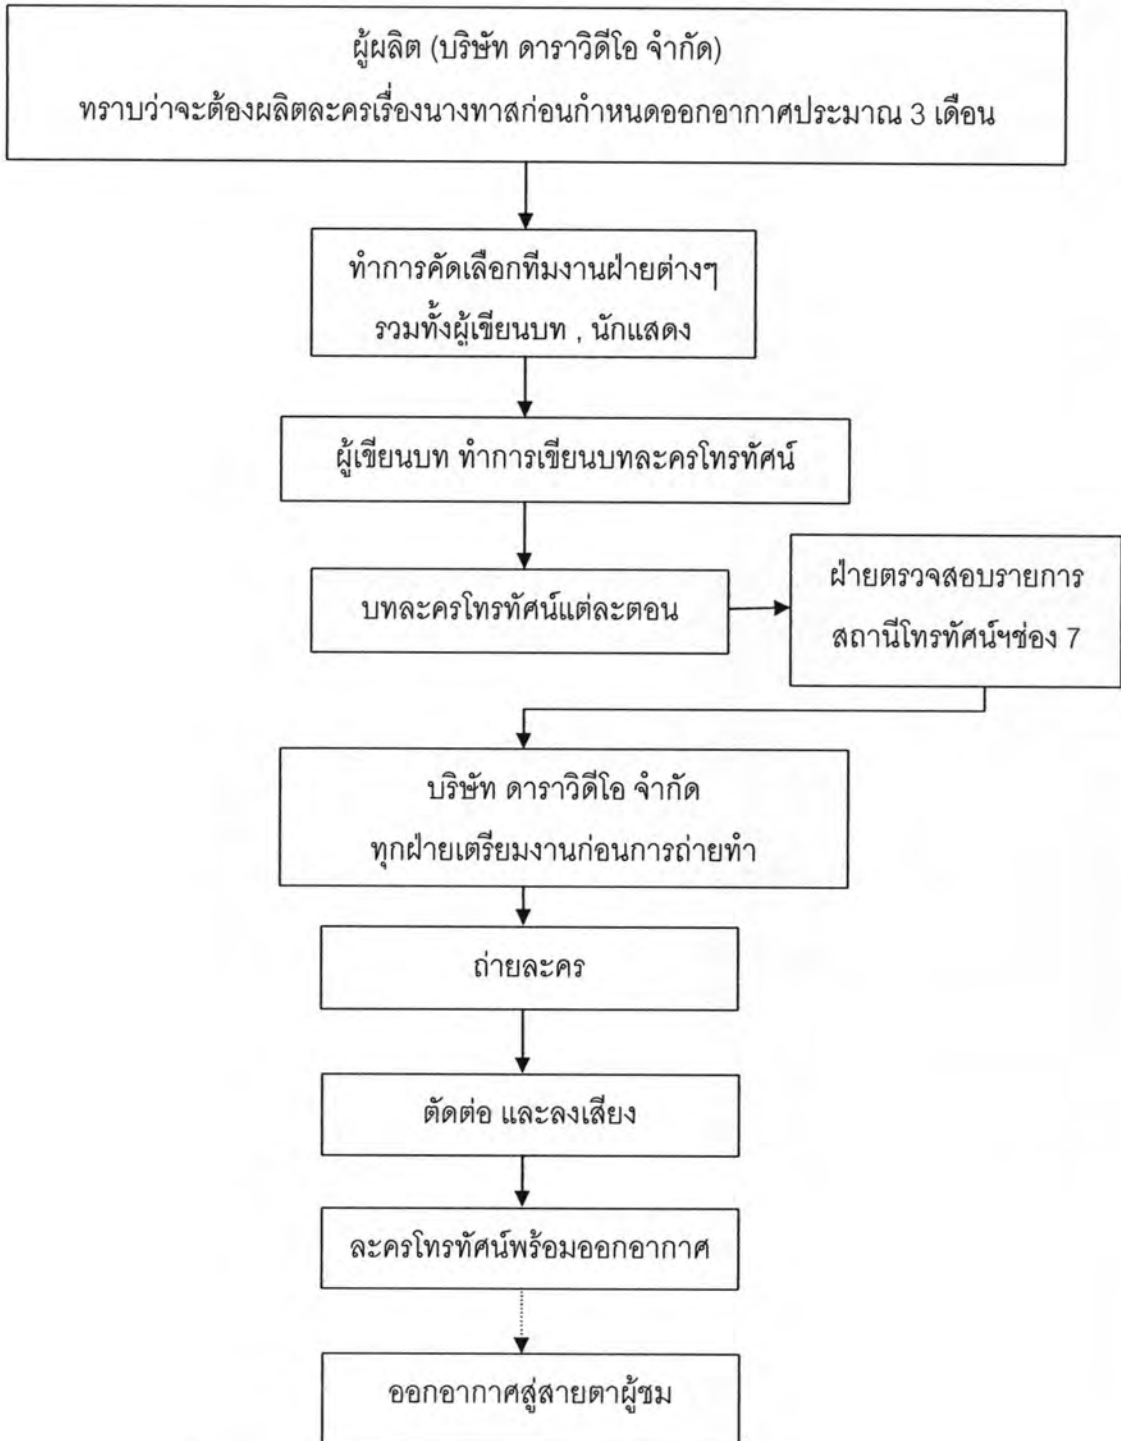 ผู้ผลิต (บริษัท ดาราวิดีโอ จำกัด)
ทราบว่าจะต้องผลิตละครเรื่องนางทาสก่อนกำหนดออกอากาศประมาณ 3 เดือน
ทำการคัดเลือกทีมงานฝ่ายต่างๆ
รวมทั้งผู้เขียนบท , นักแสดง
ผู้เขียนบท ทำการเขียนบทละครโทรทัศน์
บทละครโทรทัศน์แต่ละตอน
ฝ่ายตรวจสอบรายการ
สถานีโทรทัศน์ฯช่อง 7
บริษัท ดาราวิดีโอ จำกัด
ทุกฝ่ายเตรียมงานก่อนการถ่ายทำ
ถ่ายละคร
ตัดต่อ และลงเสียง
ละครโทรทัศน์พร้อมออกอากาศ
ออกอากาศสู่สายตาผู้ชม